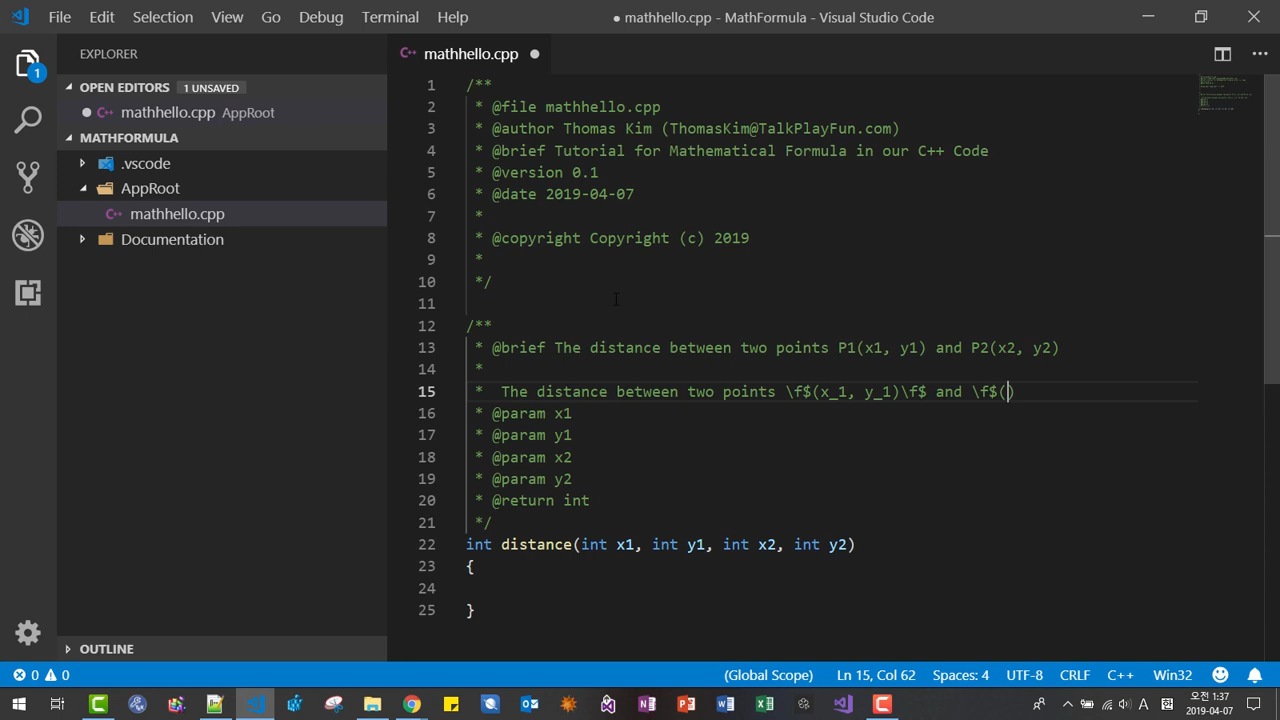 File Edit Selection View Go Debug Terminal Help
● mathhello.cpp - MathFormula - Visual Studio Code
EXPLORER
OPEN EDITORS 1 UNSAVED
mathhello.cpp AppRoot
MATHFORMULA
.vscode
AppRoot
mathhello.cpp
Documentation
OUTLINE
1
C++ mathhello.cpp ●
1 /**
2 * @file mathhello.cpp
3 * @author Thomas Kim (ThomasKim@TalkPlayFun.com)
4 * @brief Tutorial for Mathematical Formula in our C++ Code
5 * @version 0.1
6 * @date 2019-04-07
7 *
8 * @copyright Copyright (c) 2019
9 *
10 */
11
12 /**
13 * @brief The distance between two points P1(x1, y1) and P2(x2, y2)
14 *
15 *  The distance between two points \f$(x_1, y_1)\f$ and \f$()
16 * @param x1
17 * @param y1
18 * @param x2
19 * @param y2
20 * @return int
21 */
22 int distance(int x1, int y1, int x2, int y2)
23 {
24
25 }
0 0 (Global Scope) Ln 15, Col 62 Spaces: 4 UTF-8 CRLF C++ Win32
A 오전 1:37
2019-04-07